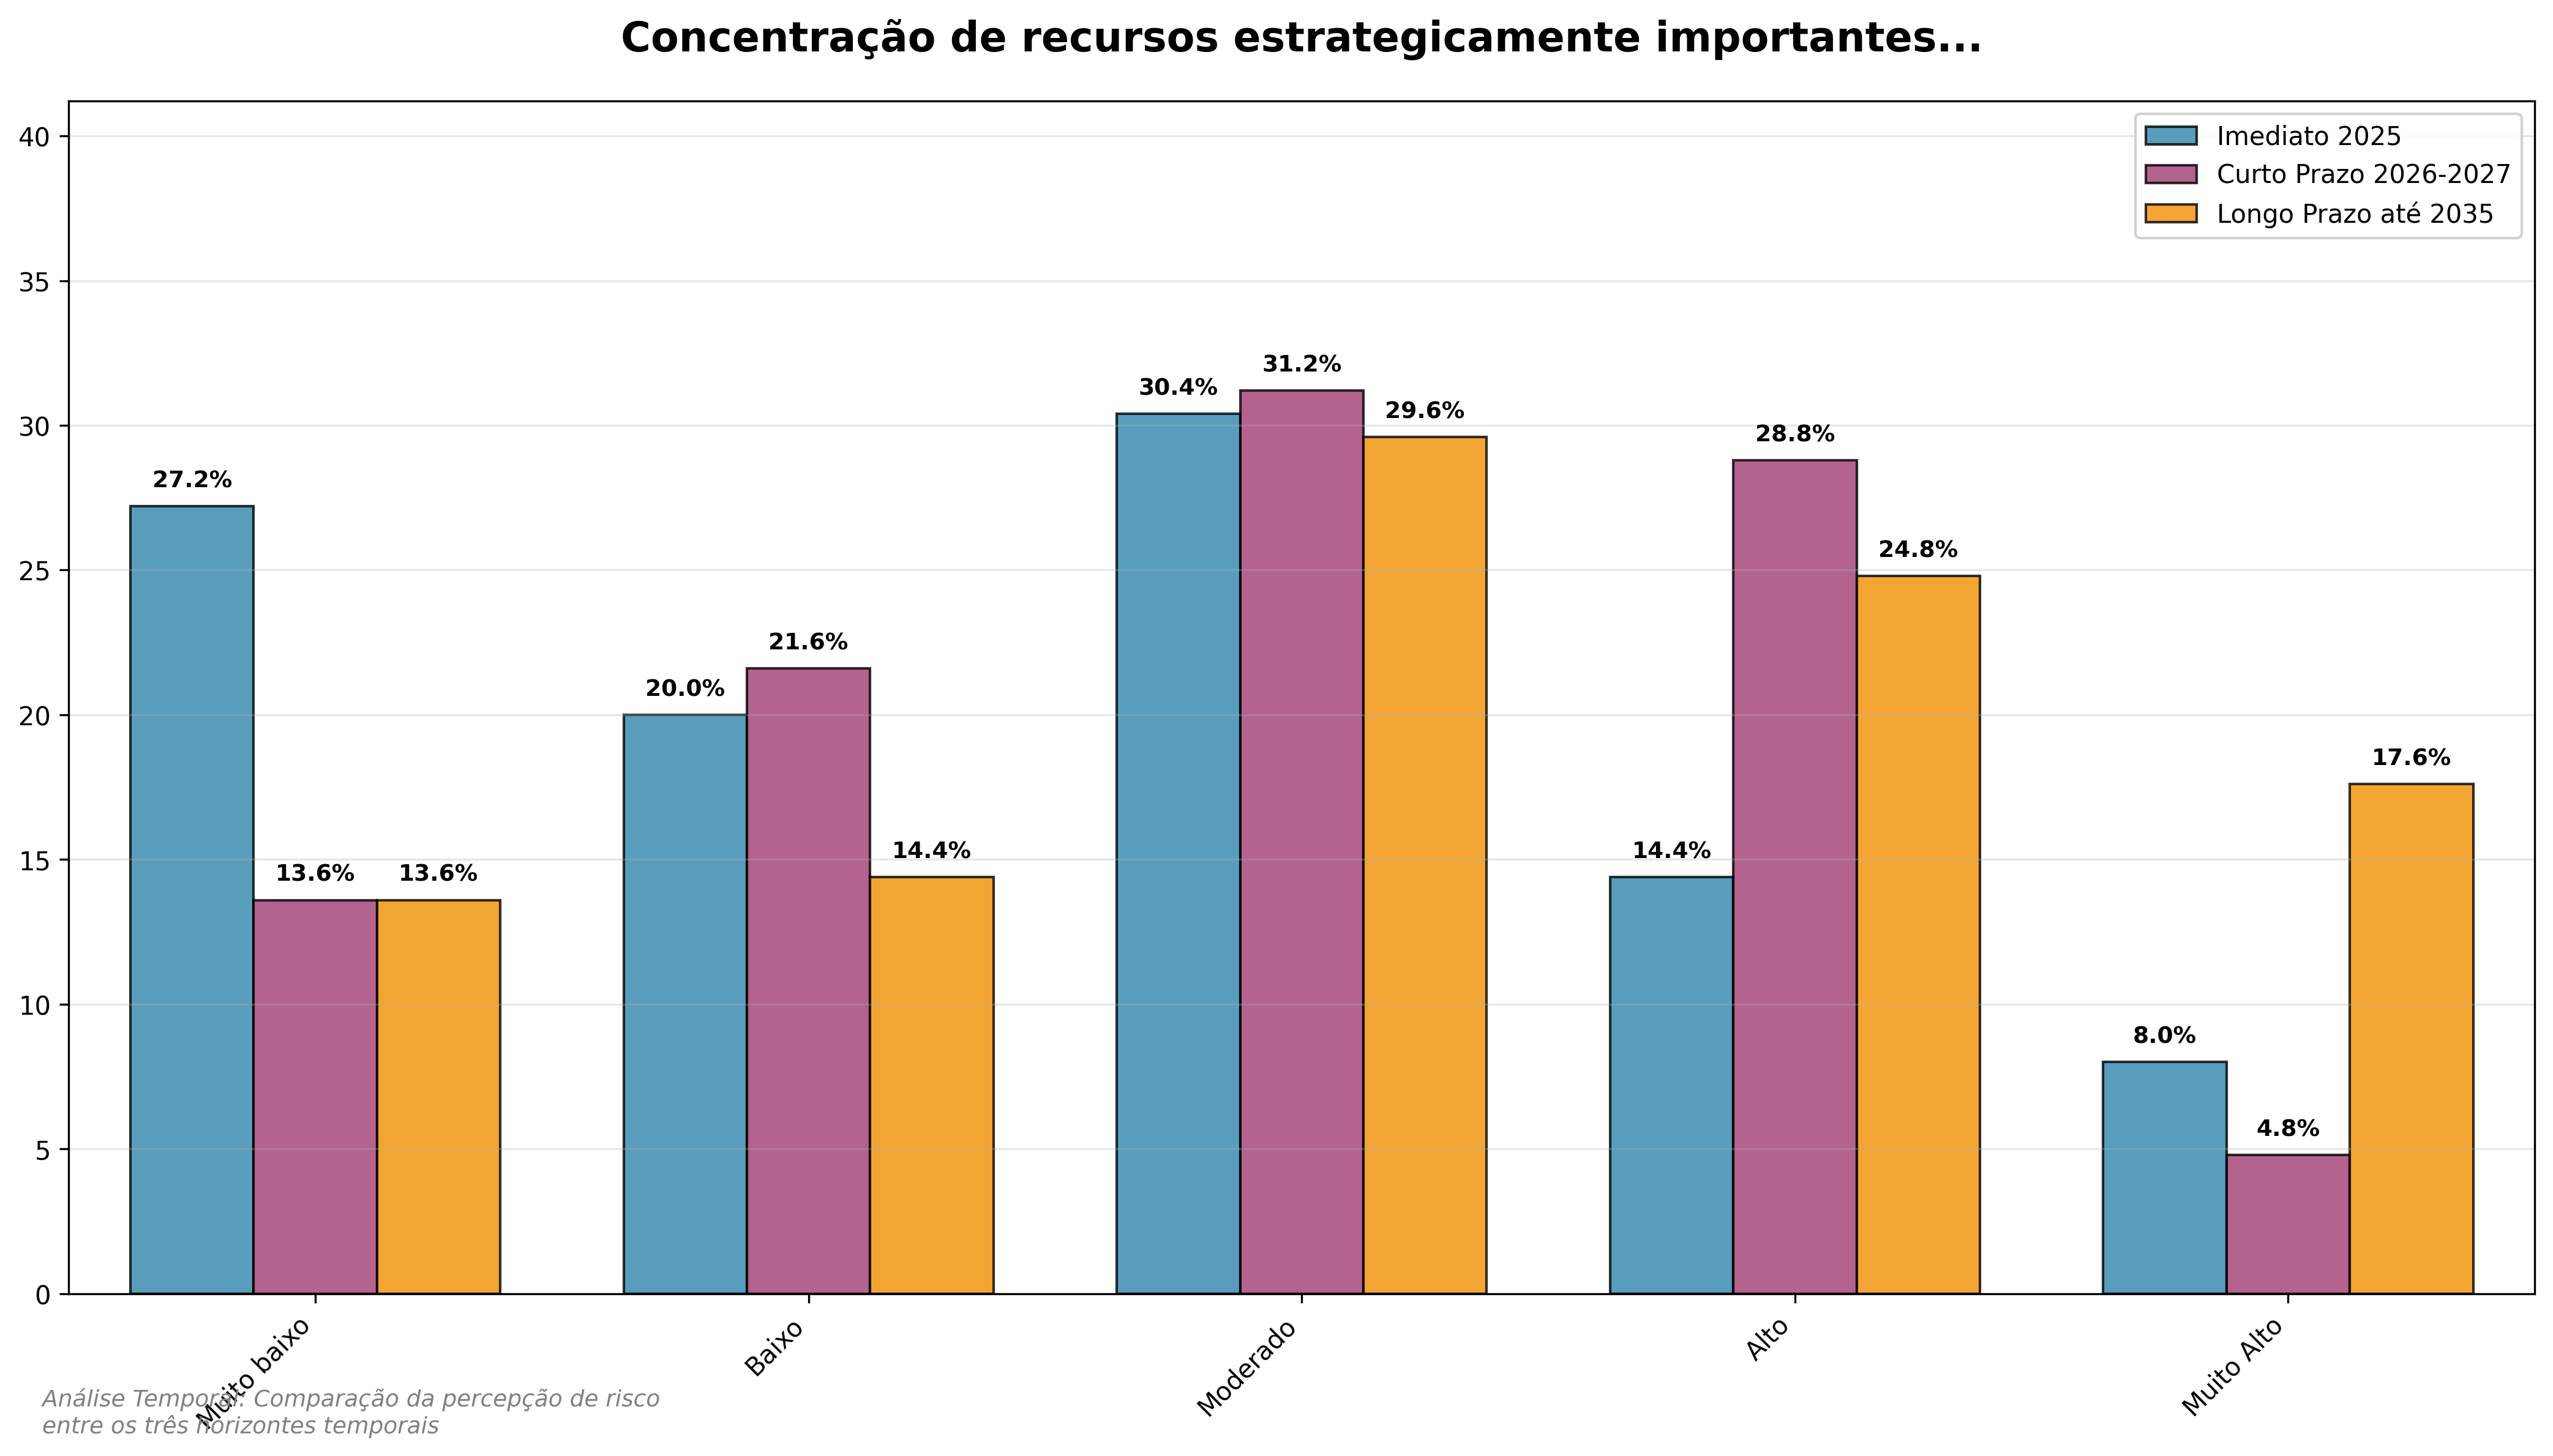 Concentração de recursos estrategicamente importantes...
40
35
30
25
20
15
10
5
0
Imediato 2025
Curto Prazo 2026-2027
Longo Prazo até 2035
27.2%
13.6%
13.6%
20.0%
21.6%
14.4%
30.4%
31.2%
29.6%
14.4%
28.8%
24.8%
8.0%
4.8%
17.6%
Muito baixo
Baixo
Moderado
Alto
Muito Alto
Análise Temporal: Comparação da percepção de risco
entre os três horizontes temporais